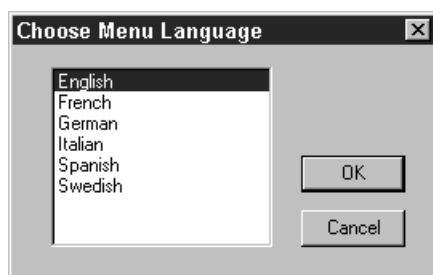 Choose Menu Language
English
French
German
Italian
Spanish
Swedish
OK
Cancel